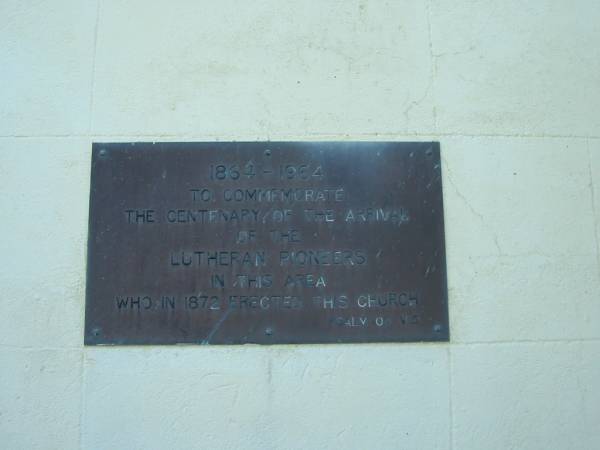 1864-1964
TO COMMEMORATE
THE CENTENARY OF THE ARRIVAL
OF THE
LUTHERAN PIONEERS
IN THIS AREA
WHO IN 1872 ERECTED THIS CHURCH